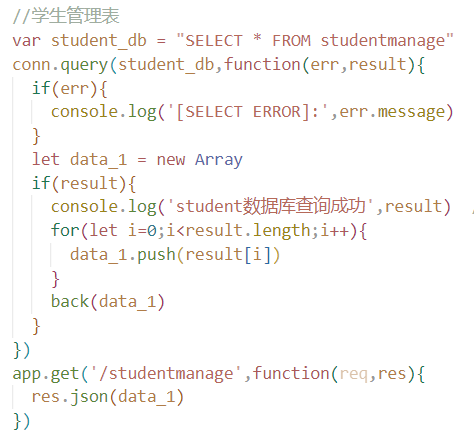 //学生管理表
var student_db = "SELECT * FROM studentmanage"
conn.query(student_db,function(err,result){
  if(err){
    console.log('[SELECT ERROR]:',err.message)
  }
  let data_1 = new Array
  if(result){
    console.log('student数据库查询成功',result)  /
    for(let i=0;i<result.length;i++){
      data_1.push(result[i])
    }
    back(data_1)
  }
})
app.get('/studentmanage',function(req,res){
  res.json(data_1)
})